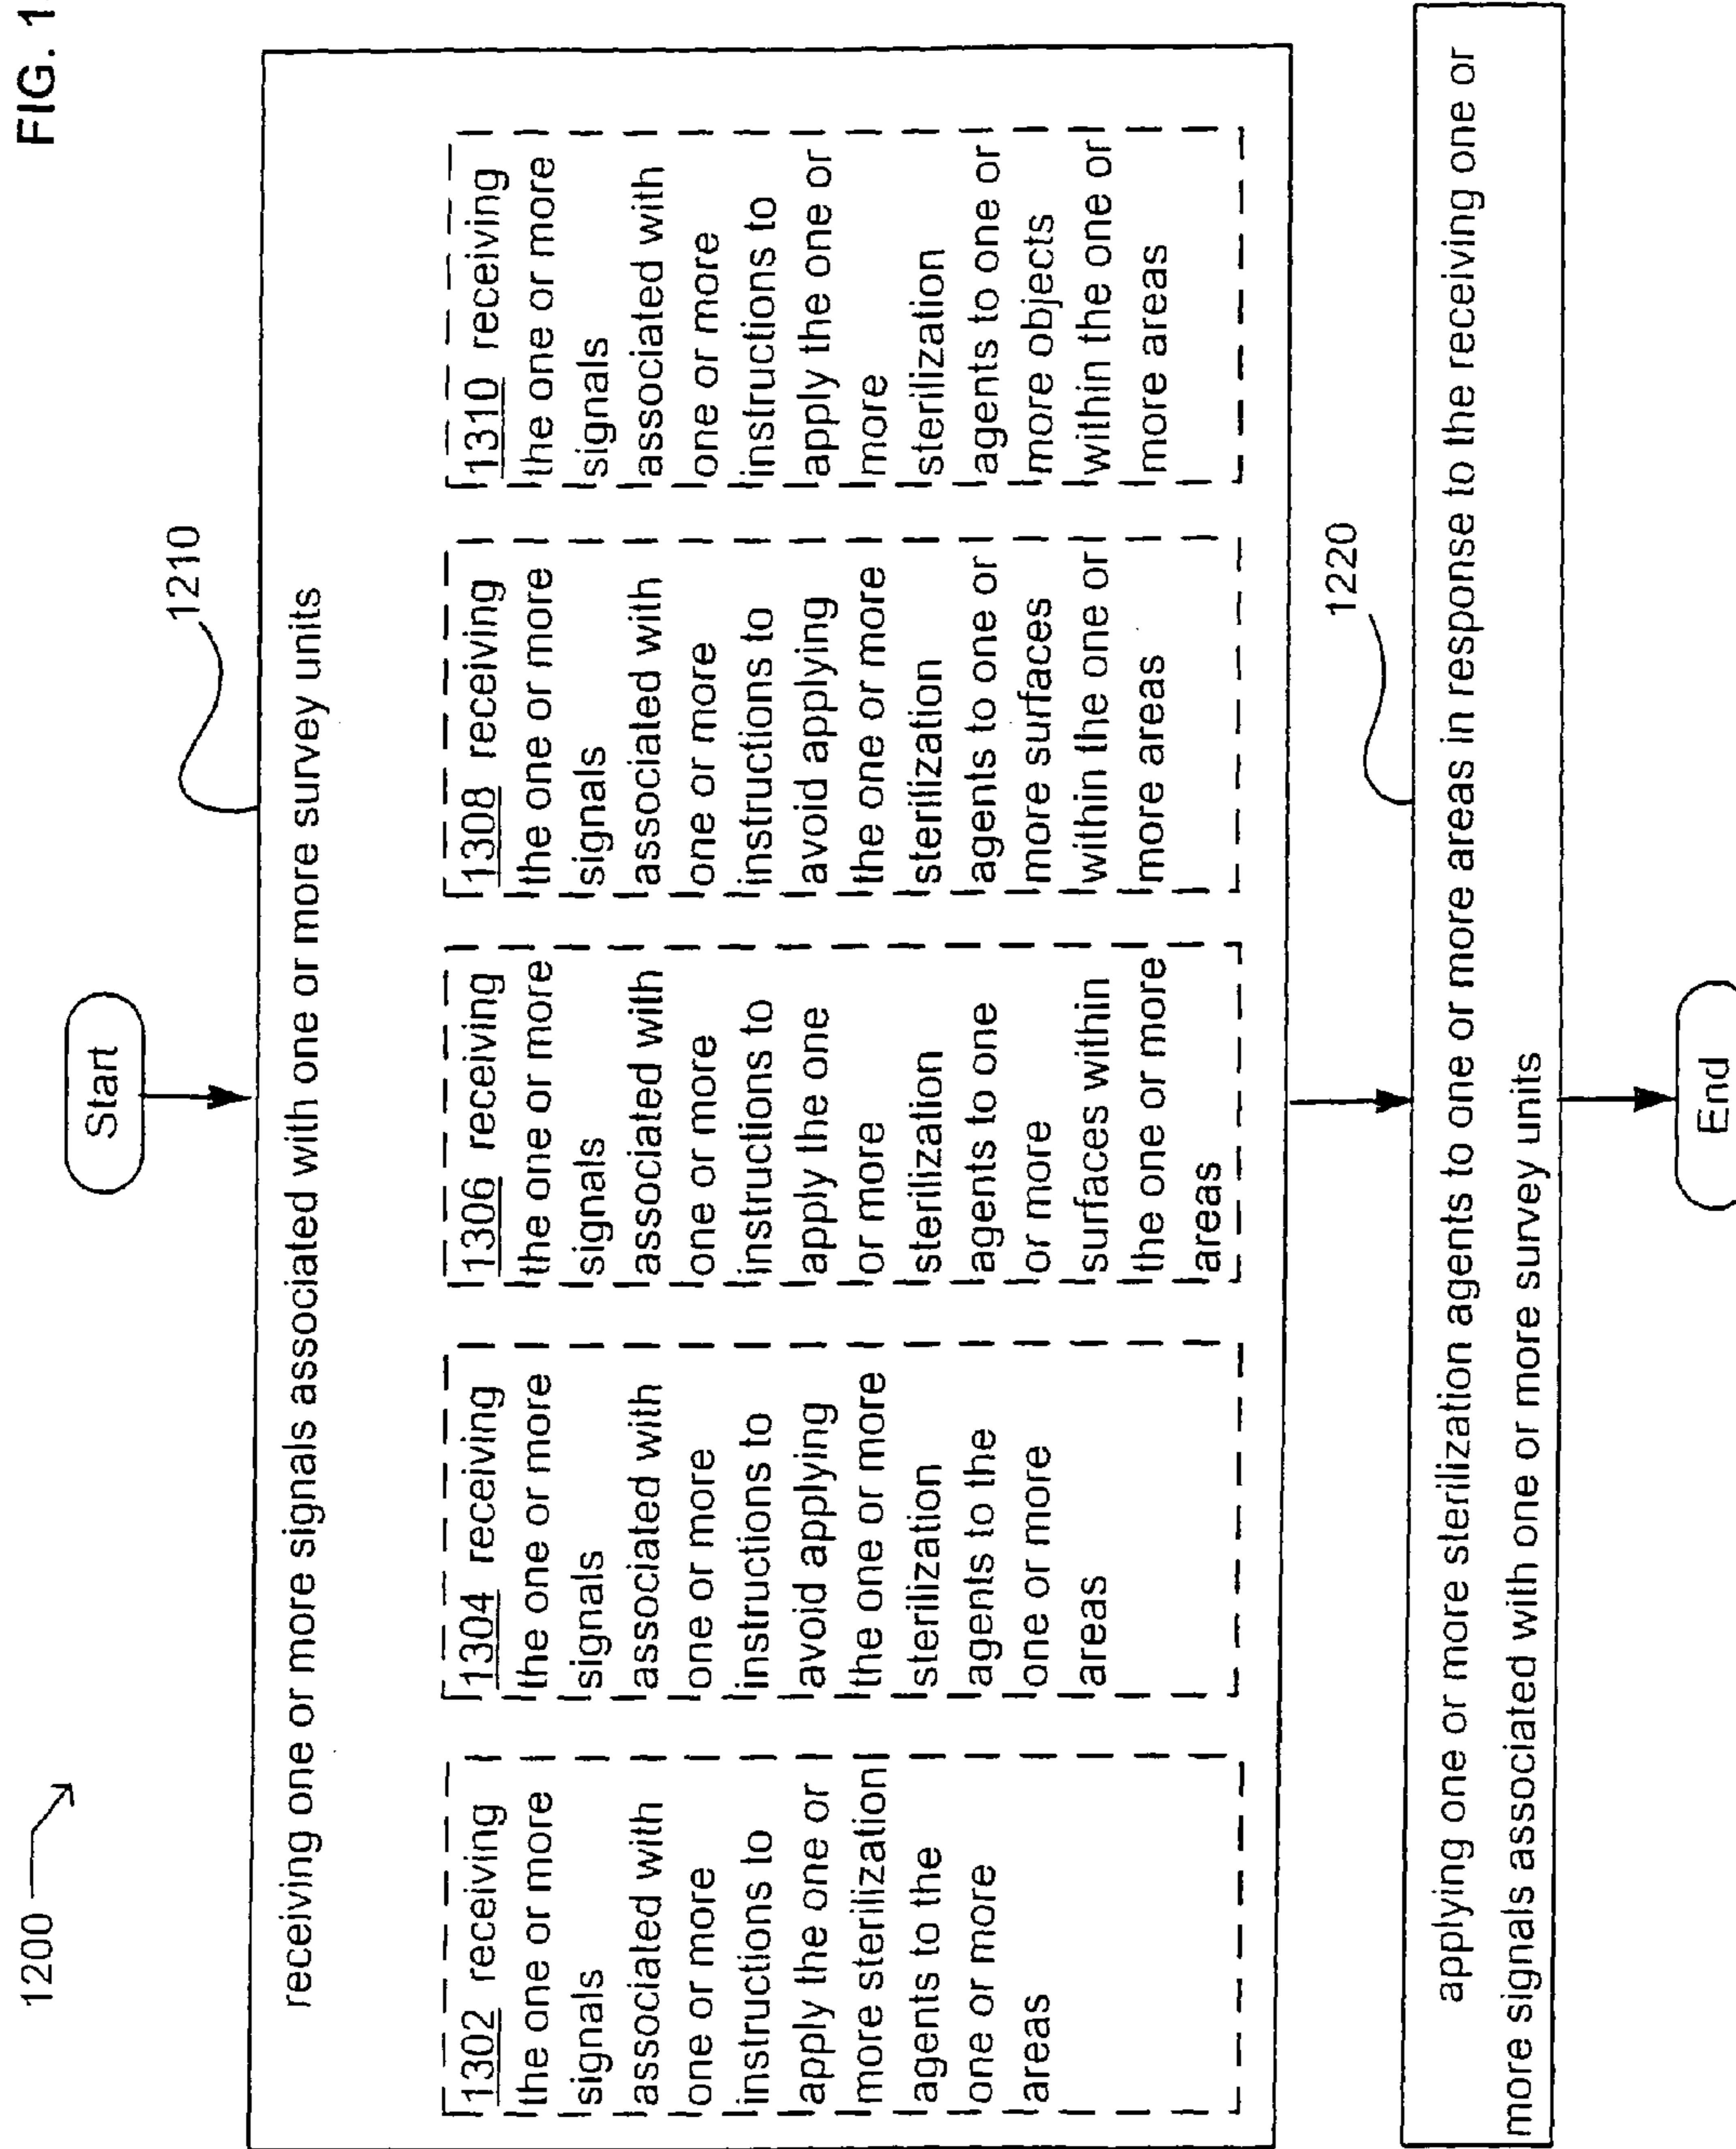 FIG. 1
1200
Start
1210
receiving one or more signals associated with one or more survey units
1302 receiving
the one or more
signals
associated with
one or more
instructions to
apply the one or
more sterilization
agents to the
one or more
areas
1304 receiving
the one or more
signals
associated with
one or more
instructions to
avoid applying
the one or more
sterilization
agents to the
one or more
areas
1306 receiving
the one or more
signals
associated with
one or more
instructions to
apply the one
or more
sterilization
agents to one
or more
surfaces within
the one or more
areas
1308 receiving
the one or more
signals
associated with
one or more
instructions to
avoid applying
the one or more
sterilization
agents to one or
more surfaces
within the one or
more areas
1310 receiving
the one or more
signals
associated with
one or more
instructions to
apply the one or
more
sterilization
agents to one or
more objects
within the one or
more areas
1220
applying one or more sterilization agents to one or more areas in response to the receiving one or
more signals associated with one or more survey units
End